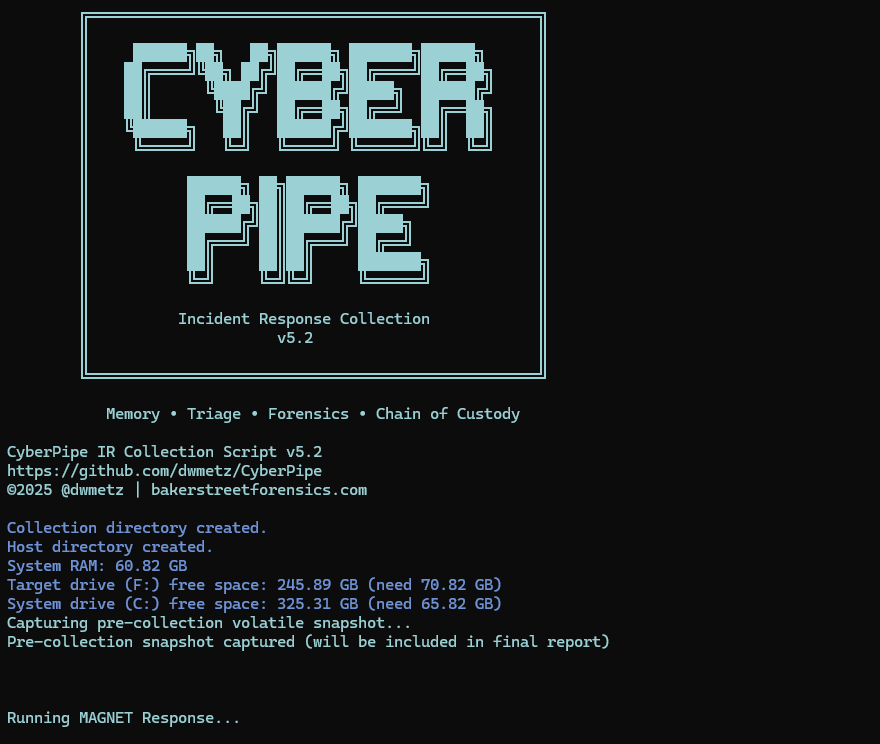 CYBER
PIPE
Incident Response Collection
v5.2
Memory • Triage • Forensics • Chain of Custody
CyberPipe IR Collection Script v5.2
https://github.com/dwmetz/CyberPipe
©2025 @dwmetz | bakerstreetforensics.com
Collection directory created.
Host directory created.
System RAM: 60.82 GB
Target drive (F:) free space: 245.89 GB (need 70.82 GB)
System drive (C:) free space: 325.31 GB (need 65.82 GB)
Capturing pre-collection volatile snapshot...
Pre-collection snapshot captured (will be included in final report)
Running MAGNET Response...